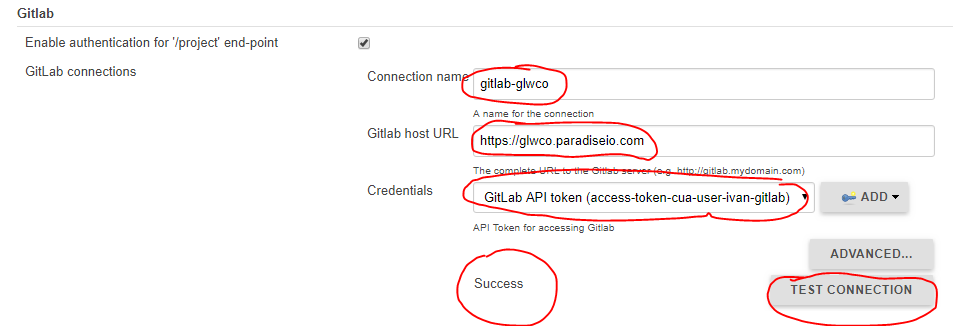 Gitlab
Enable authentication for '/project' end-point
GitLab connections
Connection name
gitlab-glwco
A name for the connection
Gitlab host URL
https://glwco.paradiseio.com
The complete URL to the Gitlab server (e.g. http://gitlab.mydomain.com)
Credentials
GitLab API token (access-token-cua-user-ivan-gitlab)
ADD
API Token for accessing Gitlab
ADVANCED...
Success
TEST CONNECTION